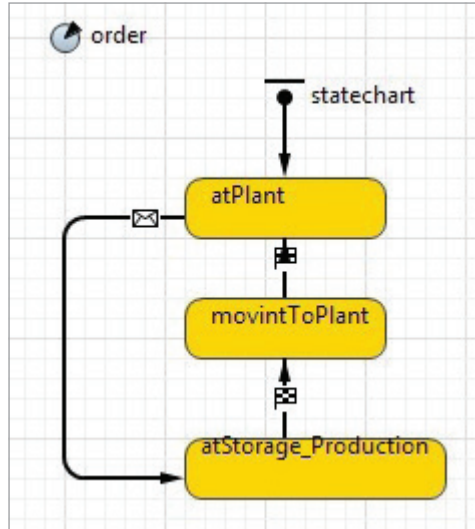 order
statechart
atPlant
movintToPlant
atStorage_Production